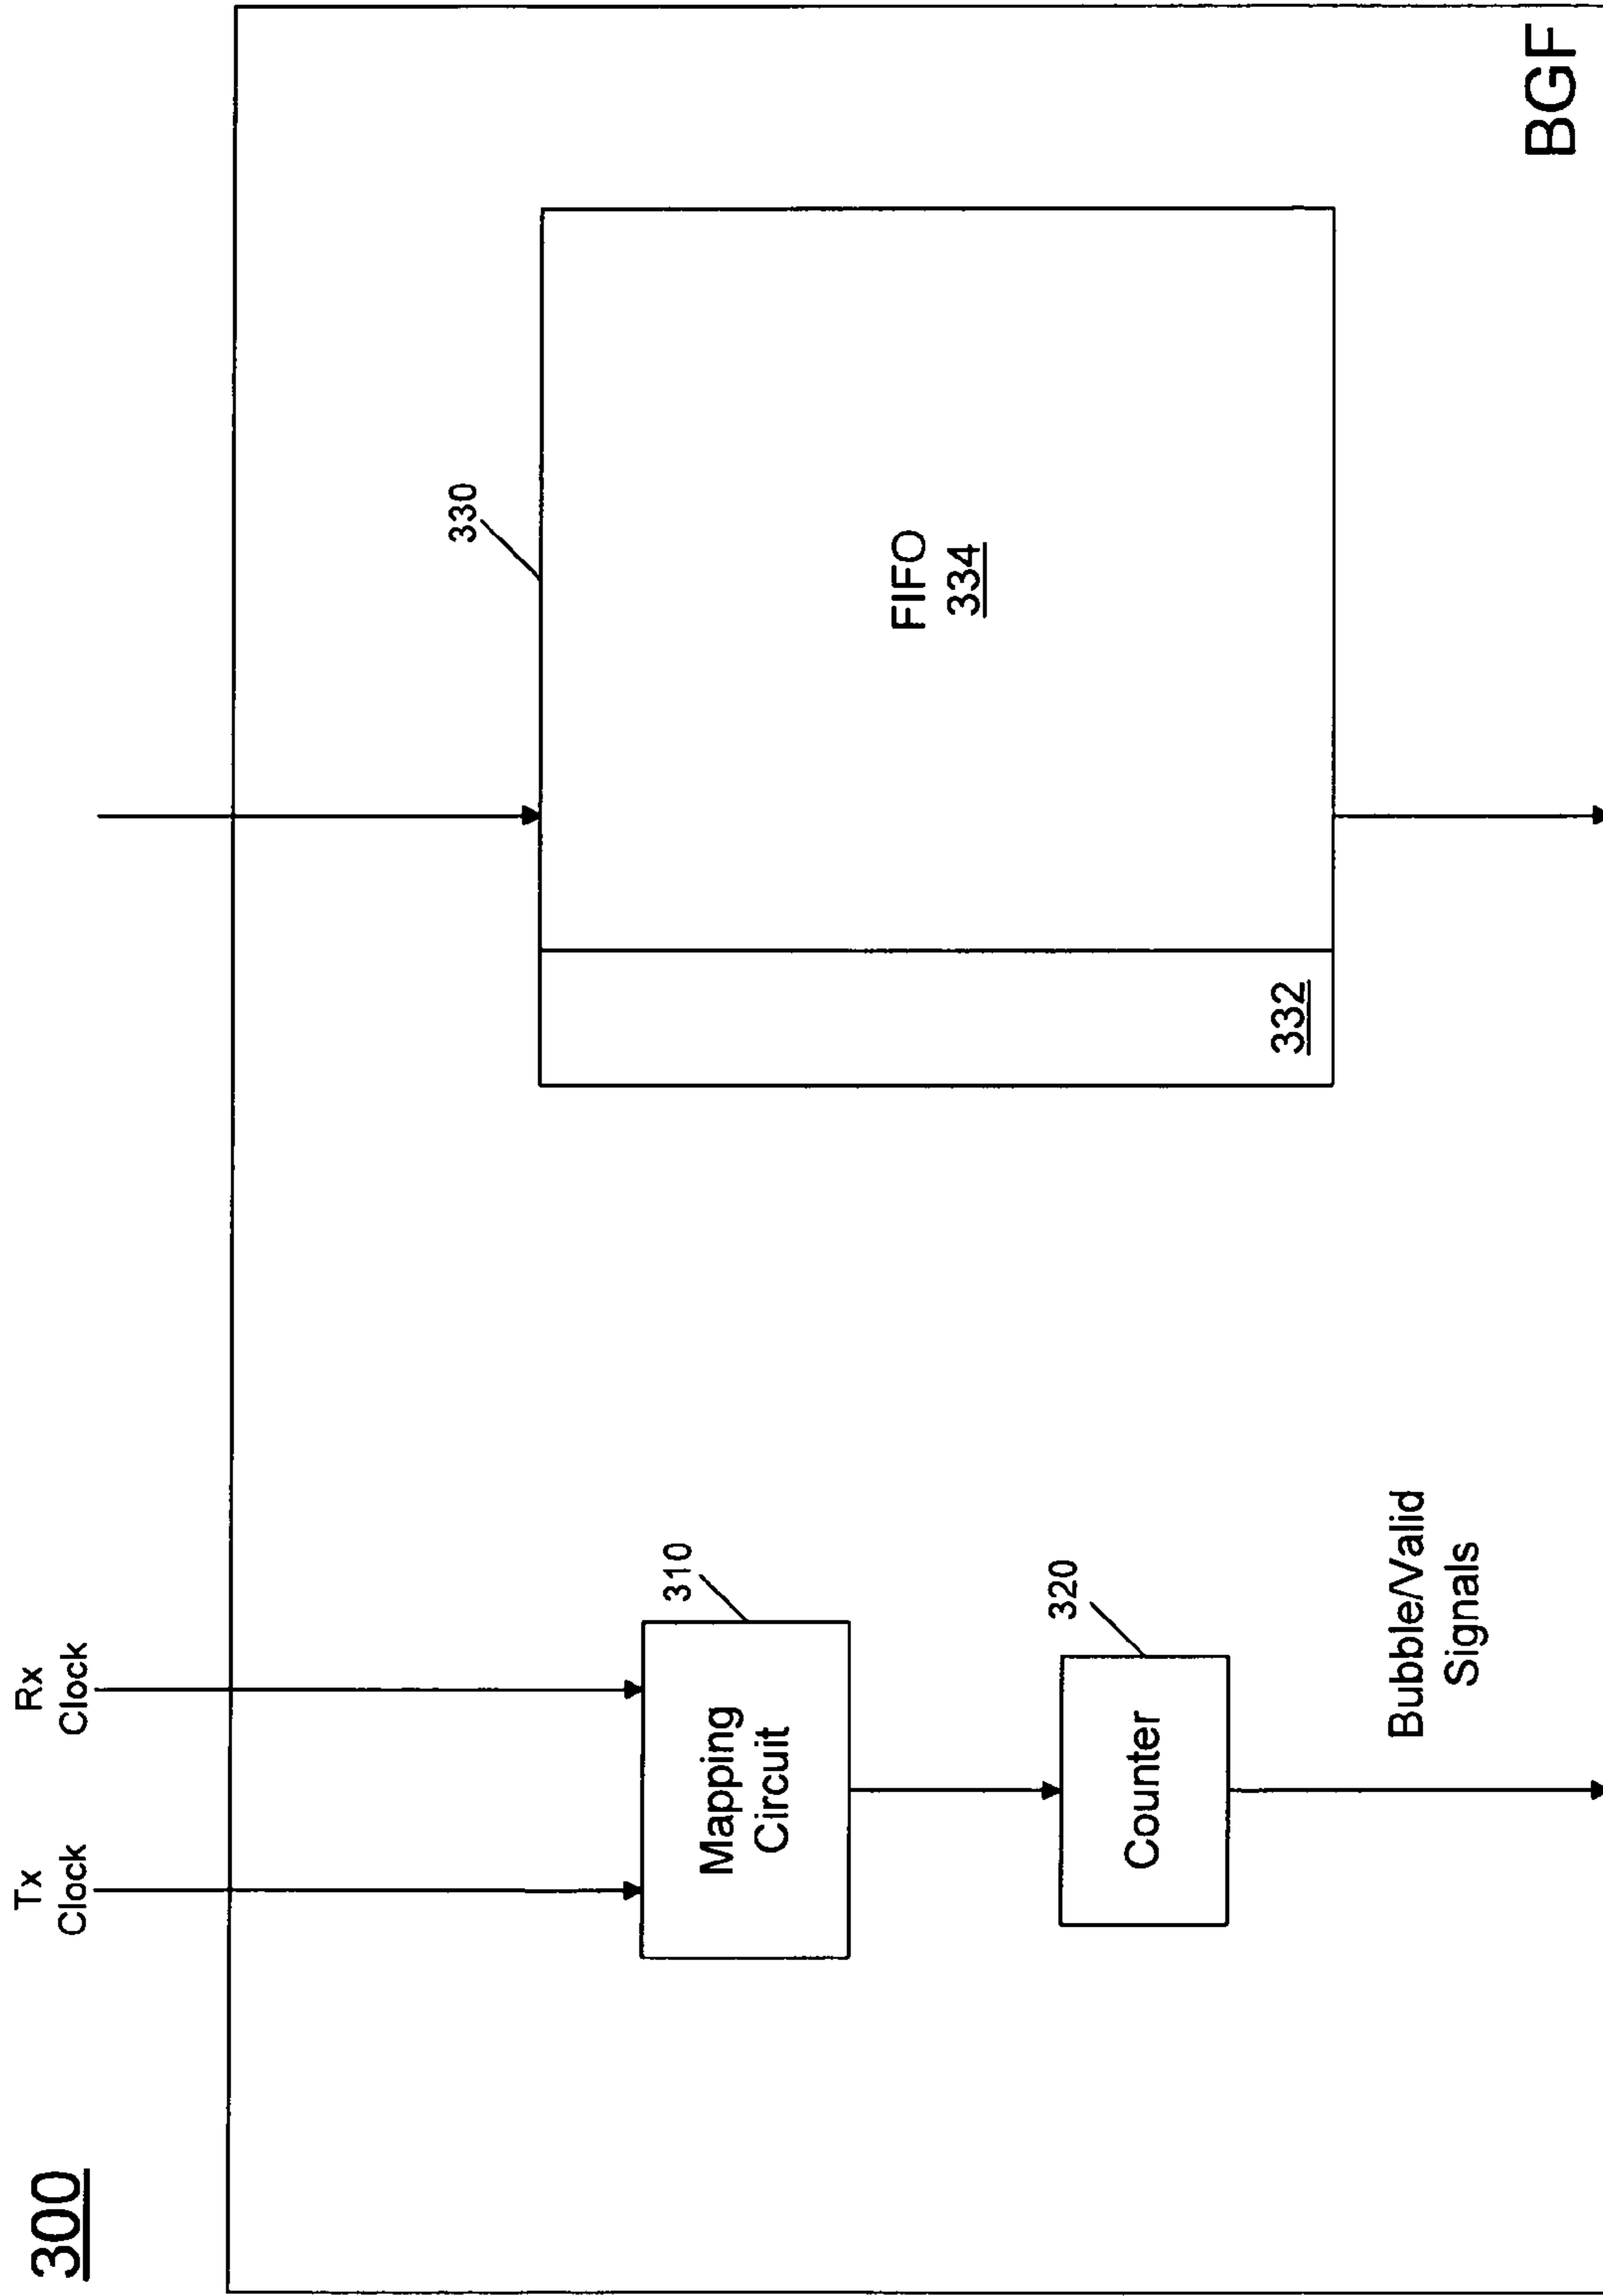 300
Tx
Clock
Rx
Clock
310
Mapping
Circuit
320
Counter
Bubble/Valid
Signals
330
FIFO
334
332
BGF